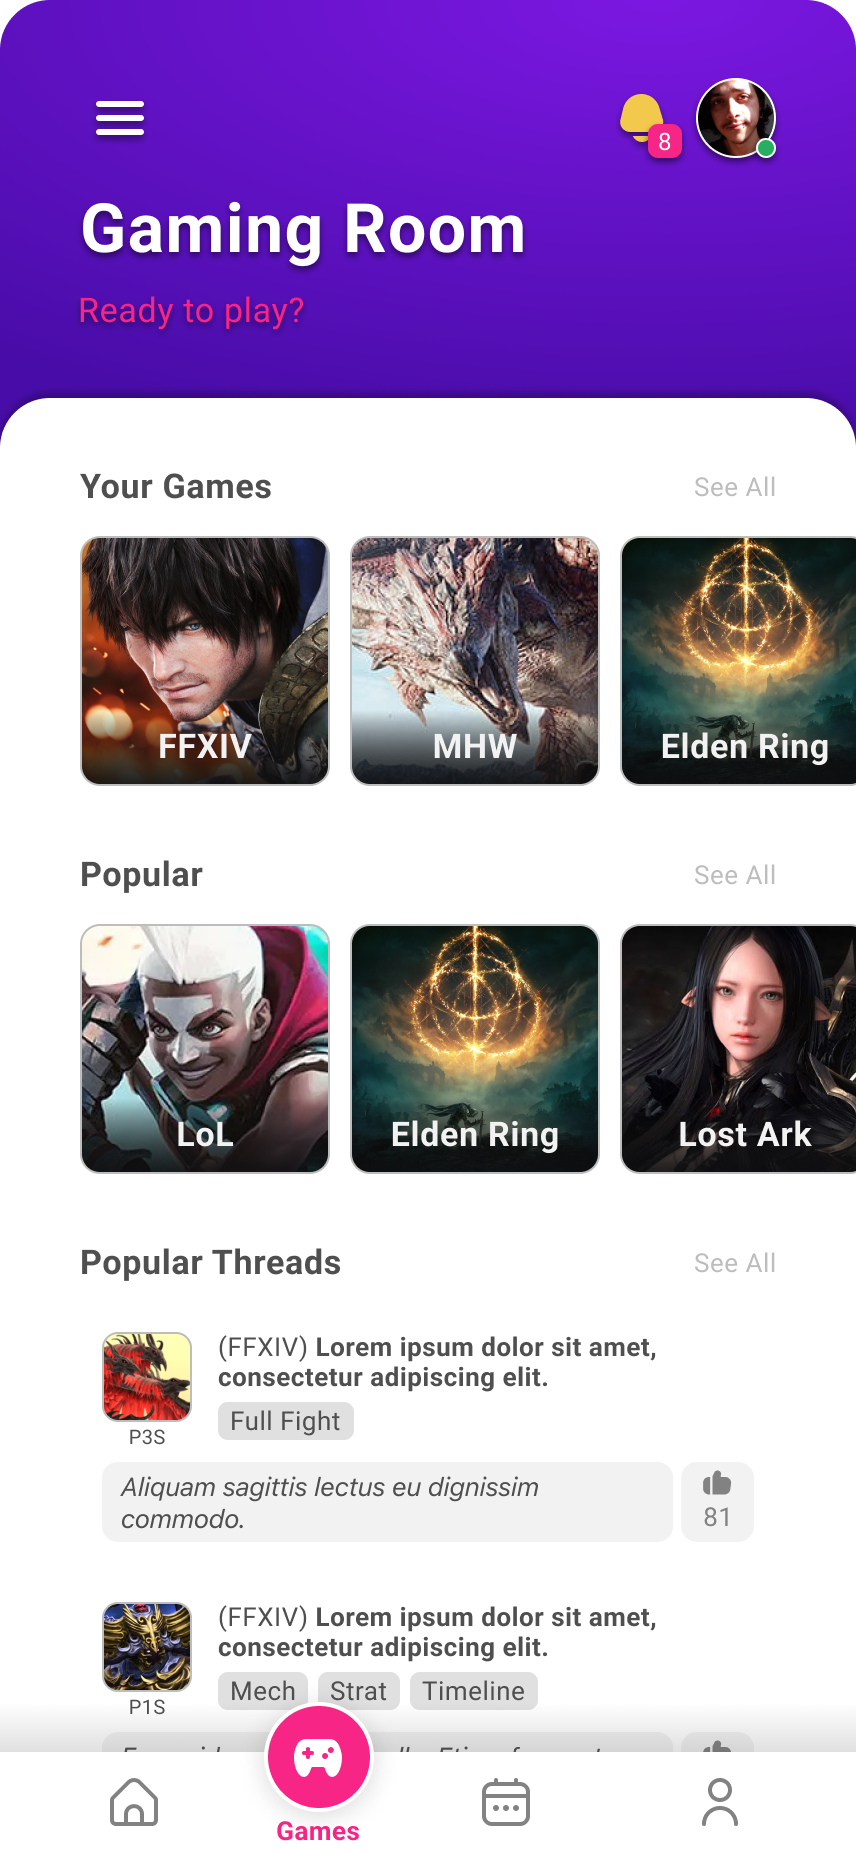 8
Gaming Room
Ready to play?
Your Games
See All
FFXIV
MHW
Elden Ring
Popular
See All
LoL
Elden Ring
Lost Ark
Popular Threads
See All
(FFXIV) Lorem ipsum dolor sit amet,
consectetur adipiscing elit.
Full Fight
P3S
Aliquam sagittis lectus eu dignissim
commodo.
81
(FFXIV) Lorem ipsum dolor sit amet,
consectetur adipiscing elit.
Mech
Strat
Timeline
P1S
Games